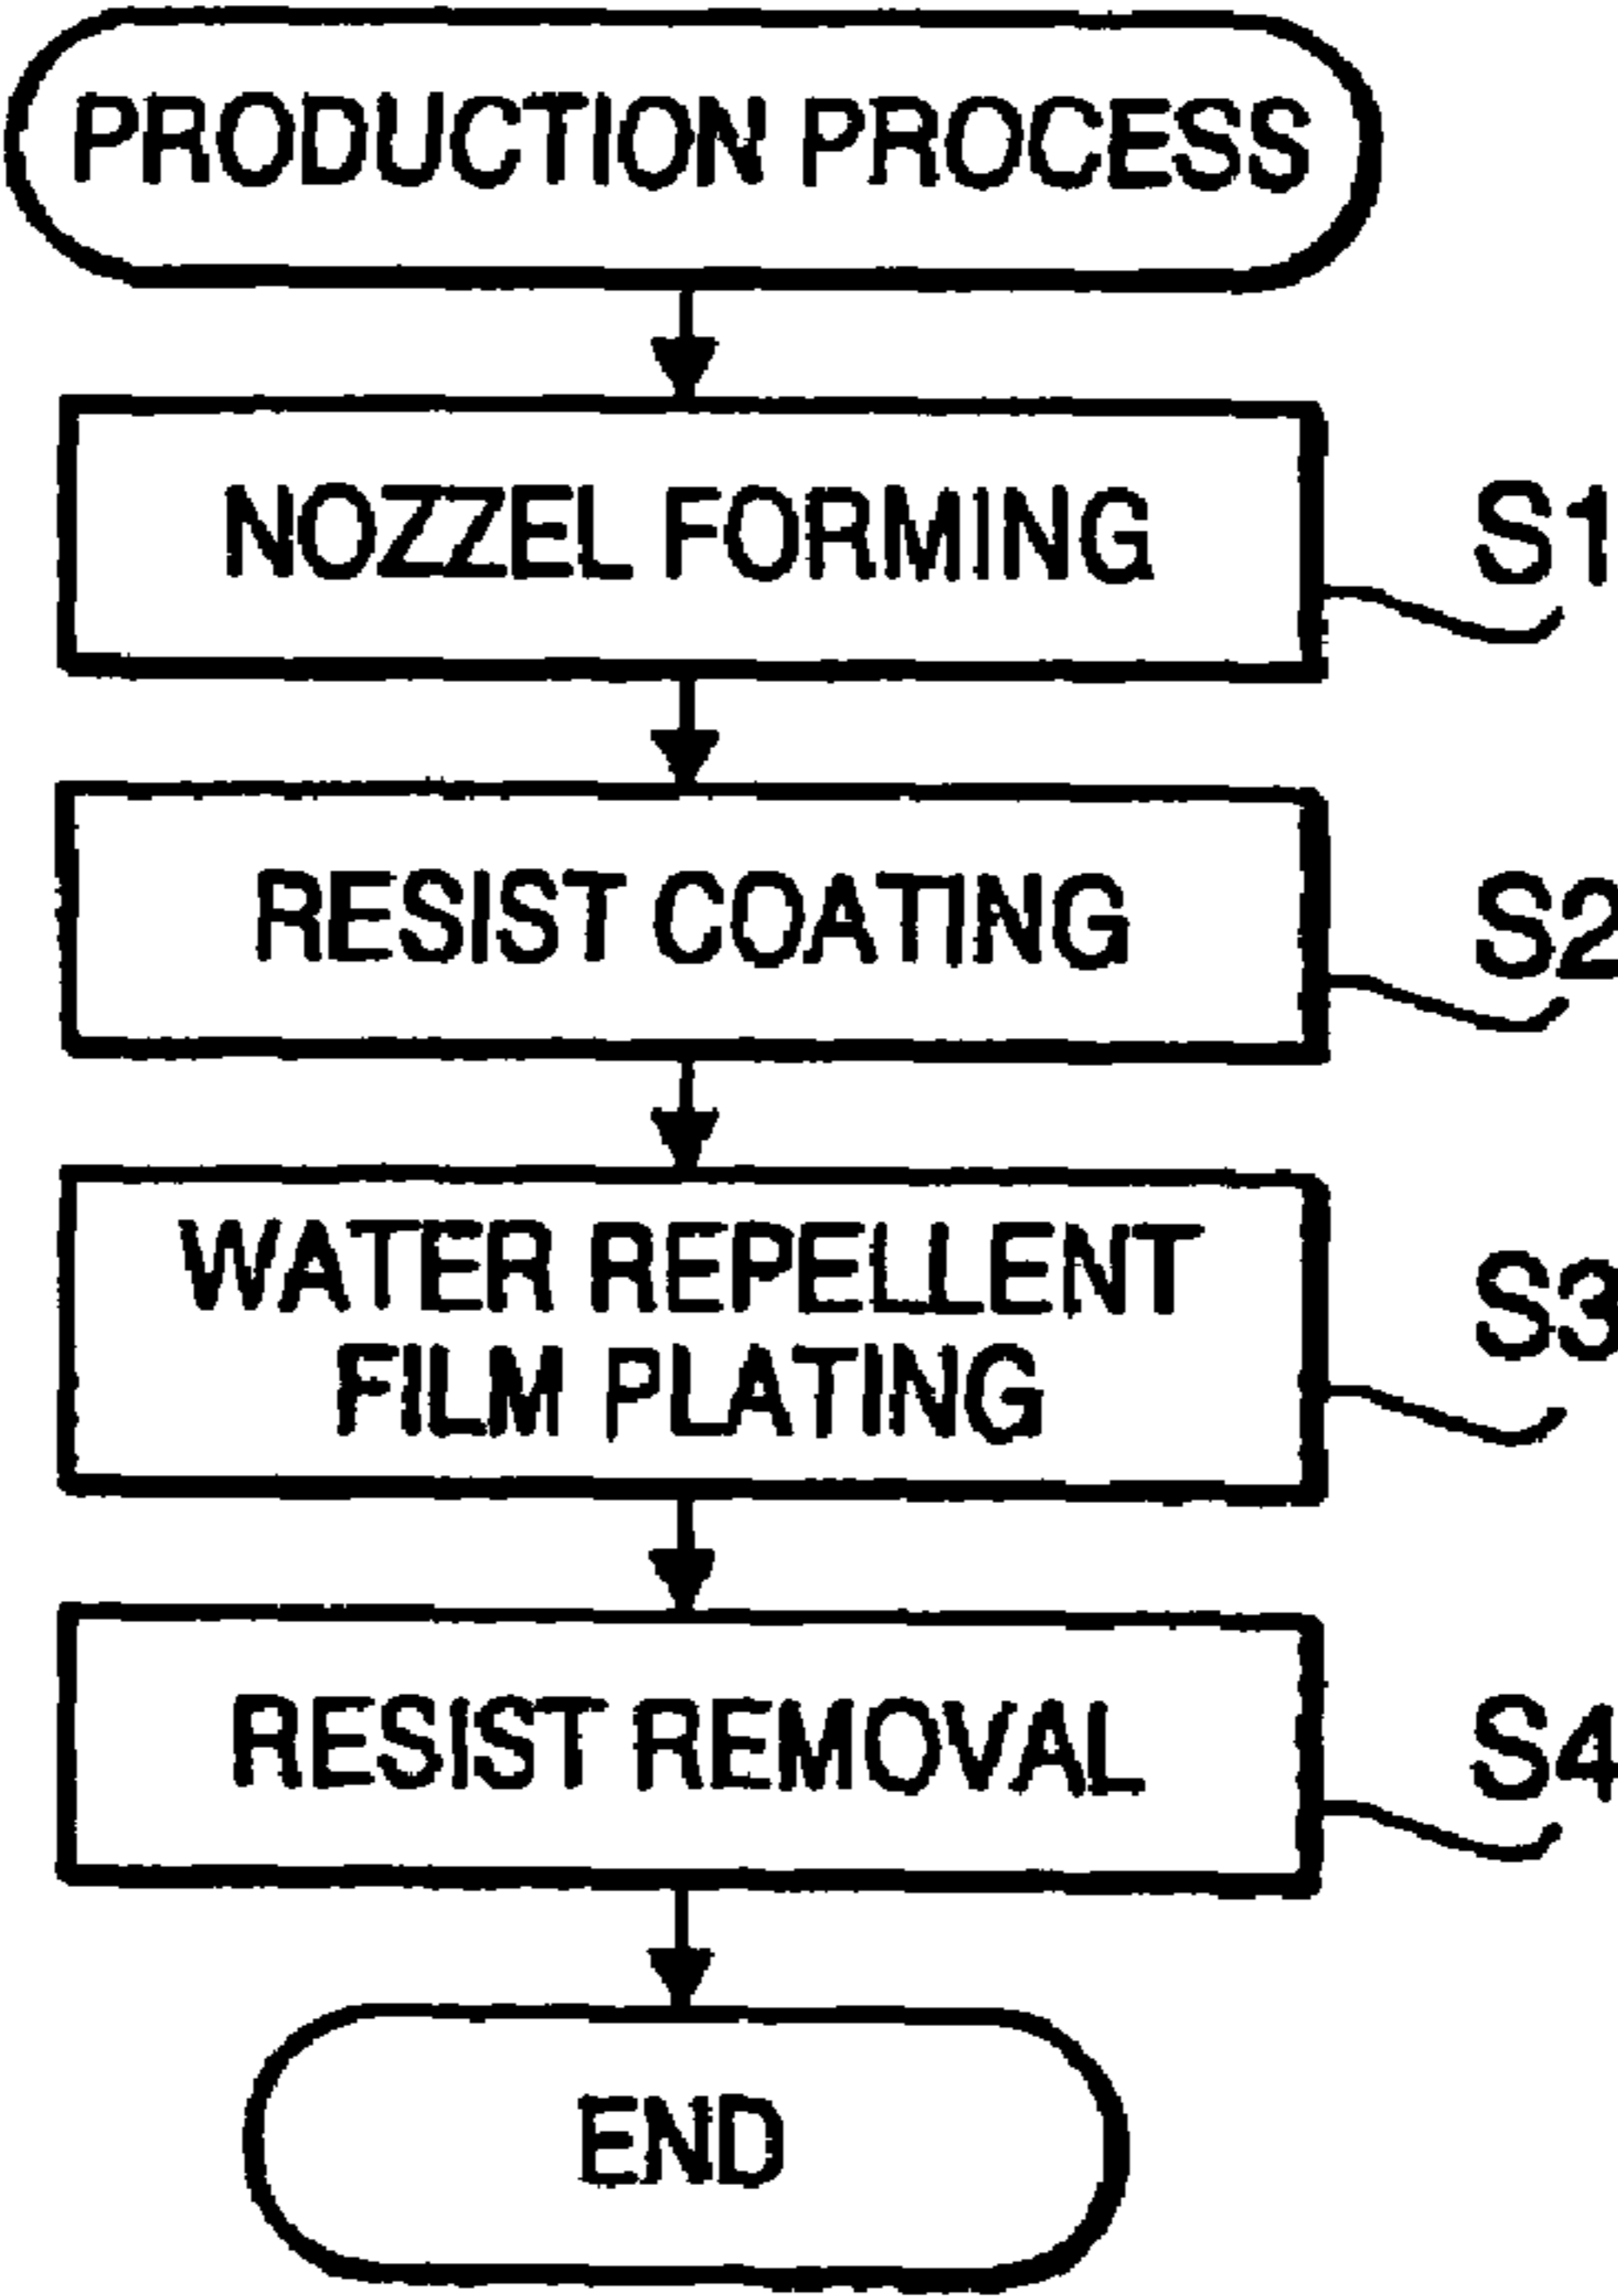 PRODUCTION PROCESS
NOZZEL FORMING
S1
RESIST COATING
S2
WATER REPELLENT
FILM PLATING
S3
RESIST REMOVAL
S4
END